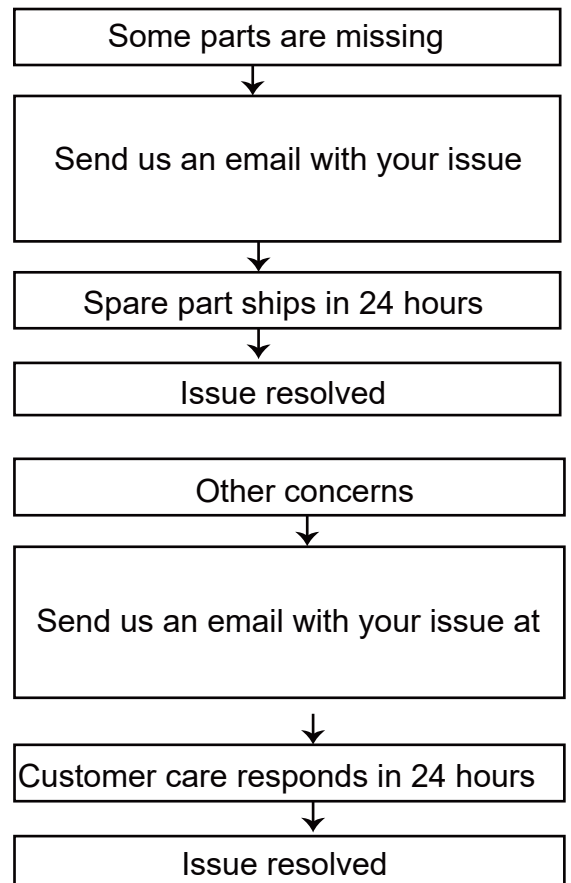 Some parts are missing
Send us an email with your issue
Spare part ships in 24 hours
Issue resolved
Other concerns
Send us an email with your issue at
Customer care responds in 24 hours
Issue resolved